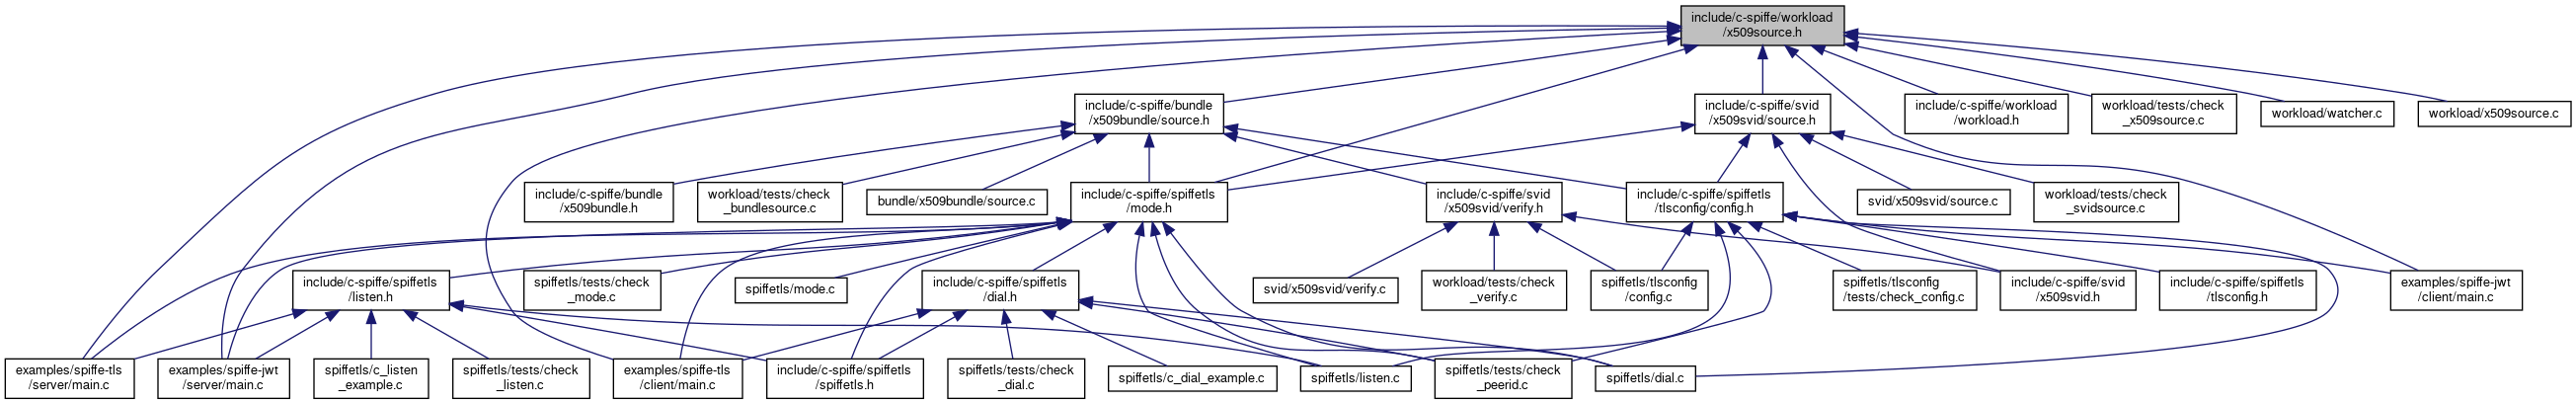 include/c-spiffe/workload
/x509source.h
include/c-spiffe/bundle
/x509bundle/source.h
include/c-spiffe/svid
/x509svid/source.h
include/c-spiffe/workload
/workload.h
workload/tests/check
_x509source.c
workload/watcher.c
workload/x509source.c
include/c-spiffe/bundle
/x509bundle.h
workload/tests/check
_bundlesource.c
bundle/x509bundle/source.c
include/c-spiffe/spiffetls
/mode.h
include/c-spiffe/svid
/x509svid/verify.h
include/c-spiffe/spiffetls
/tlsconfig/config.h
svid/x509svid/source.c
workload/tests/check
_svidsource.c
include/c-spiffe/spiffetls
/listen.h
spiffetls/tests/check
_mode.c
spiffetls/mode.c
include/c-spiffe/spiffetls
/dial.h
svid/x509svid/verify.c
workload/tests/check
_verify.c
spiffetls/tlsconfig
/config.c
spiffetls/tlsconfig
/tests/check_config.c
include/c-spiffe/svid
/x509svid.h
include/c-spiffe/spiffetls
/tlsconfig.h
examples/spiffe-jwt
/client/main.c
examples/spiffe-tls
/server/main.c
examples/spiffe-jwt
/server/main.c
spiffetls/c_listen
_example.c
spiffetls/tests/check
_listen.c
examples/spiffe-tls
/client/main.c
include/c-spiffe/spiffetls
/spiffetls.h
spiffetls/tests/check
_dial.c
spiffetls/c_dial_example.c
spiffetls/listen.c
spiffetls/tests/check
_peerid.c
spiffetls/dial.c